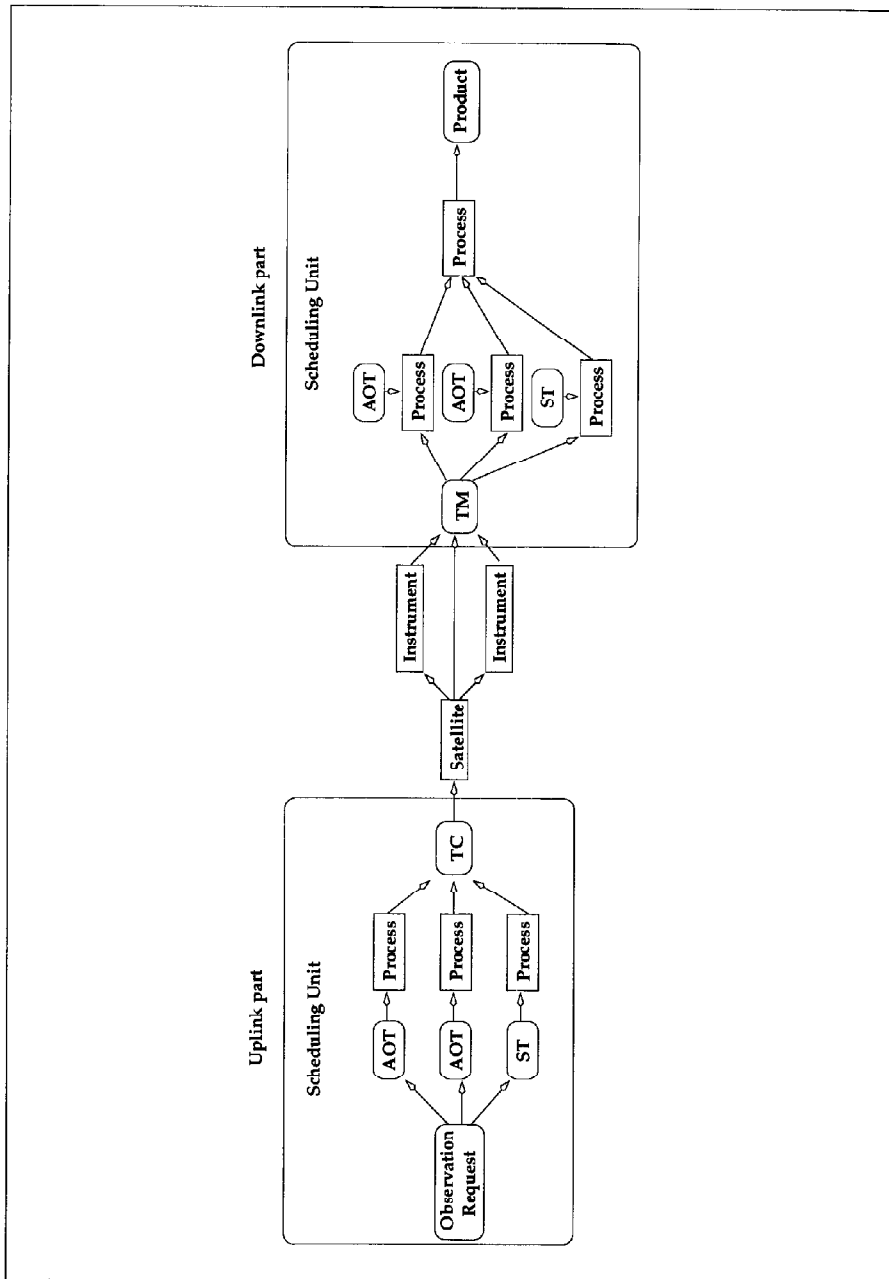 Uplink part
Scheduling Unit
Observation
Request
AOT
AOT
ST
Process
Process
Process
TC
Satellite
Instrument
Instrument
Downlink part
Scheduling Unit
TM
AOT
Process
AOT
Process
ST
Process
Process
Product